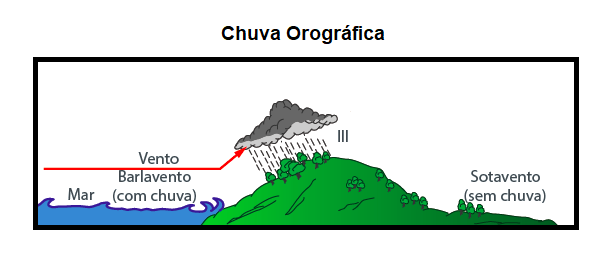 Chuva Orográfica
III
Vento
Barlavento
(com chuva)
Mar
Sotavento
(sem chuva)